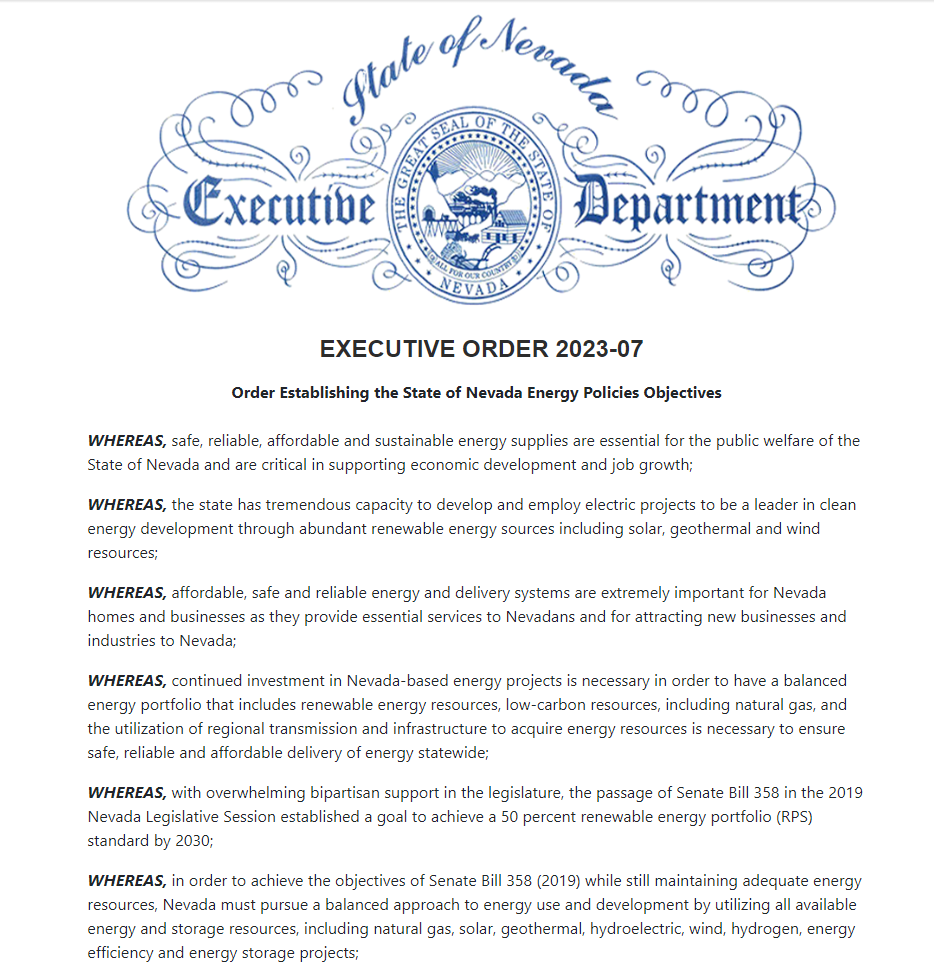 State of Nevada
Executive Department
THE GREAT SEAL OF THE STATE OF
ALL FOR OUR COUNTRY
NEVADA
EXECUTIVE ORDER 2023-07
Order Establishing the State of Nevada Energy Policies Objectives
WHEREAS, safe, reliable, affordable and sustainable energy supplies are essential for the public welfare of the
State of Nevada and are critical in supporting economic development and job growth;
WHEREAS, the state has tremendous capacity to develop and employ electric projects to be a leader in clean
energy development through abundant renewable energy sources including solar, geothermal and wind
resources;
WHEREAS, affordable, safe and reliable energy and delivery systems are extremely important for Nevada
homes and businesses as they provide essential services to Nevadans and for attracting new businesses and
industries to Nevada;
WHEREAS, continued investment in Nevada-based energy projects is necessary in order to have a balanced
energy portfolio that includes renewable energy resources, low-carbon resources, including natural gas, and
the utilization of regional transmission and infrastructure to acquire energy resources is necessary to ensure
safe, reliable and affordable delivery of energy statewide;
WHEREAS, with overwhelming bipartisan support in the legislature, the passage of Senate Bill 358 in the 2019
Nevada Legislative Session established a goal to achieve a 50 percent renewable energy portfolio (RPS)
standard by 2030;
WHEREAS, in order to achieve the objectives of Senate Bill 358 (2019) while still maintaining adequate energy
resources, Nevada must pursue a balanced approach to energy use and development by utilizing all available
energy and storage resources, including natural gas, solar, geothermal, hydroelectric, wind, hydrogen, energy
efficiency and energy storage projects;